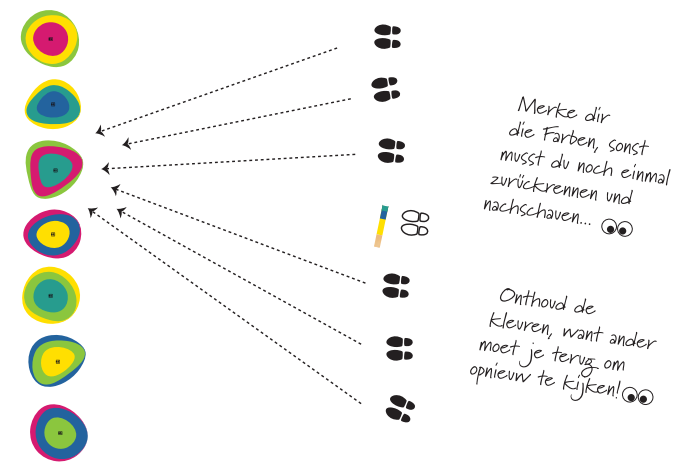 Merke dir
die Farben, sonst
musst du noch einmal
zurückrennen und
nachschauen...
Onthoud de
kleuren, want ander
moet je terug om
opnieuw te kijken!